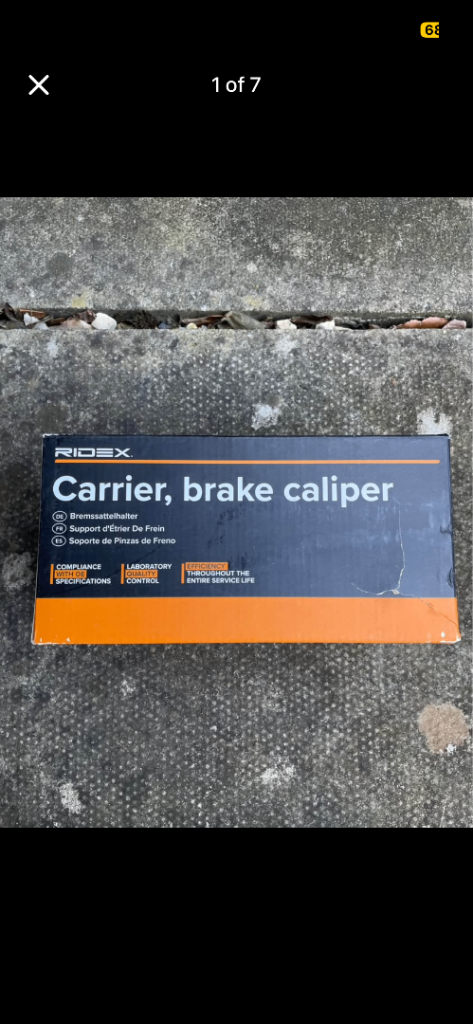 68
1 of 7
RIDEX.
Carrier, brake caliper
DE Bremssattelhalter
FR Support d'Étrier De Frein
ES Soporte de Pinzas de Freno
COMPLIANCE WITH OE SPECIFICATIONS
LABORATORY QUALITY CONTROL
EFFICIENCY THROUGHOUT THE ENTIRE SERVICE LIFE